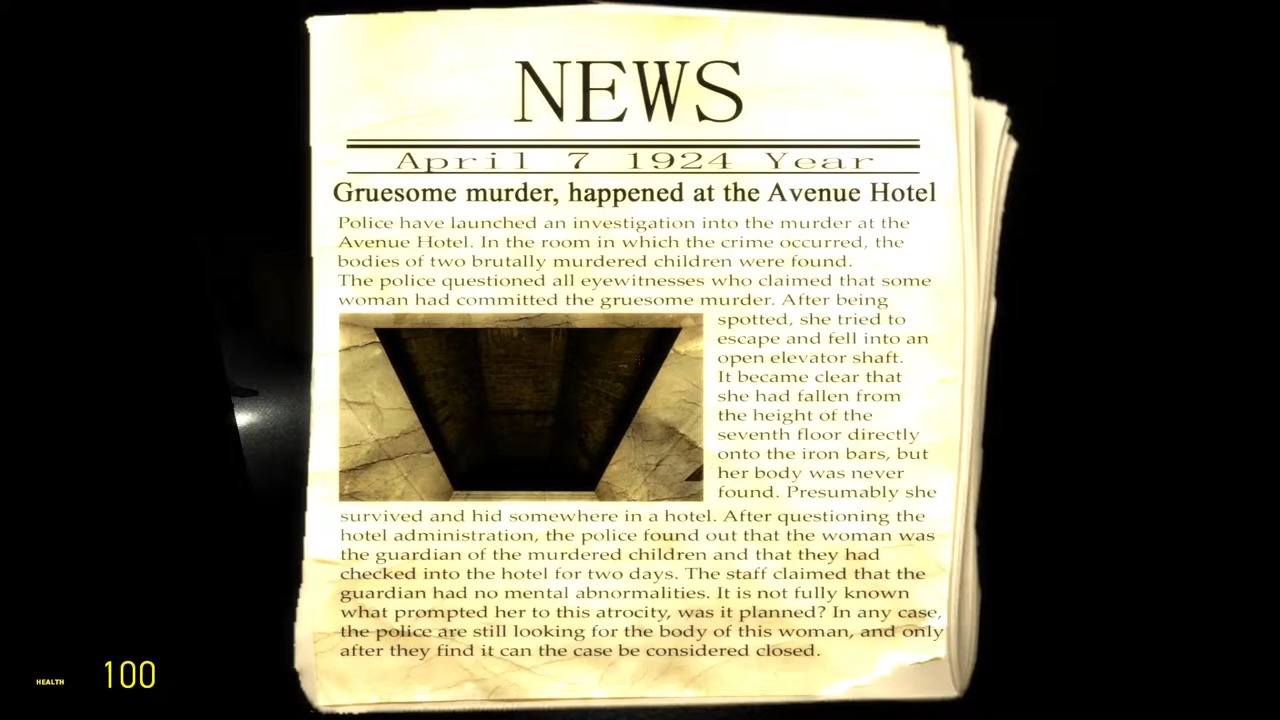 NEWS
April 7 1924 Year
Gruesome murder, happened at the Avenue Hotel
Police have launched an investigation into the murder at the
Avenue Hotel. In the room in which the crime occurred, the
bodies of two brutally murdered children were found.
The police questioned all eyewitnesses who claimed that some
woman had committed the gruesome murder. After being
spotted, she tried to
escape and fell into an
open elevator shaft.
It became clear that
she had fallen from
the height of the
seventh floor directly
onto the iron bars, but
her body was never
found. Presumably she
survived and hid somewhere in a hotel. After questioning the
hotel administration, the police found out that the woman was
the guardian of the murdered children and that they had
checked into the hotel for two days. The staff claimed that the
guardian had no mental abnormalities. It is not fully known
what prompted her to this atrocity, was it planned? In any case,
the police are still looking for the body of this woman, and only
after they find it can the case be considered closed.
HEALTH 100